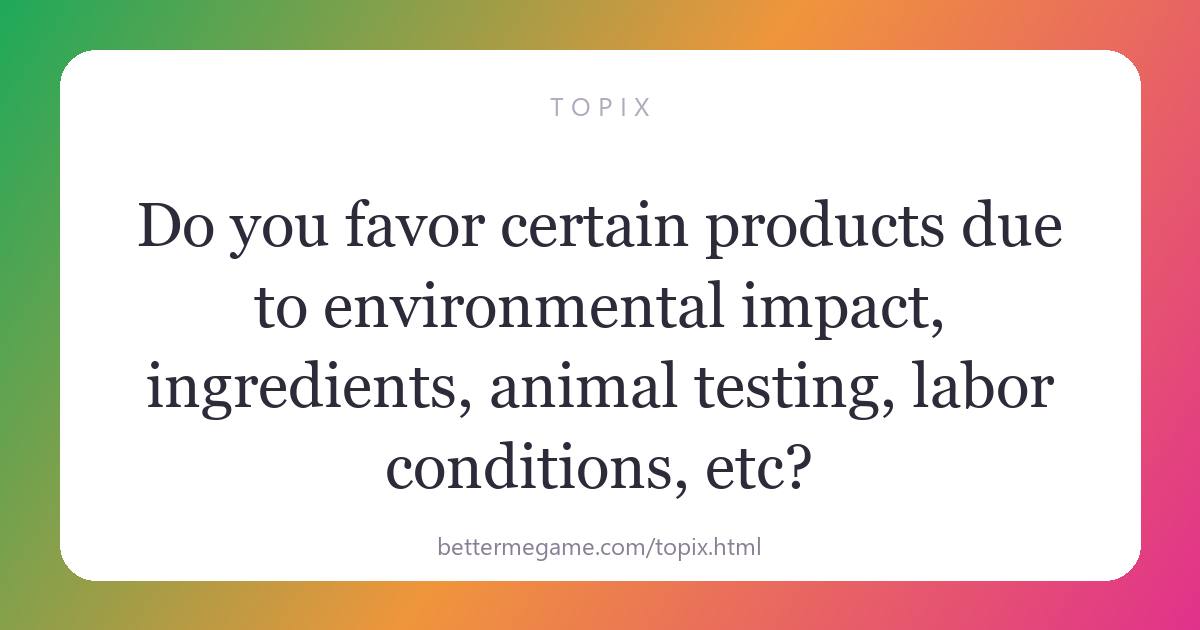 TOPIX
Do you favor certain products due
to environmental impact,
ingredients, animal testing, labor
conditions, etc?
bettermegame.com/topix.html